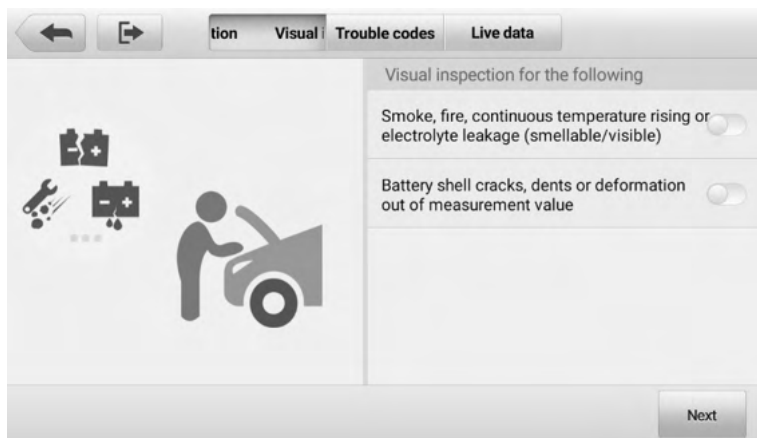 tion Visual i Trouble codes Live data
Visual inspection for the following
Smoke, fire, continuous temperature rising or
electrolyte leakage (smellable/visible)
Battery shell cracks, dents or deformation
out of measurement value
Next